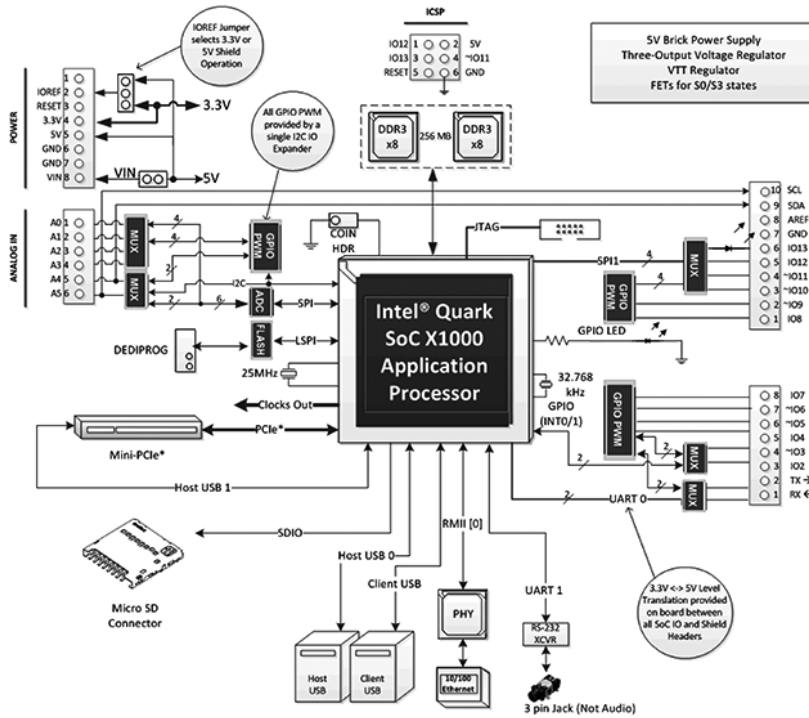 ICSP
IO12 1 2 5V
IO13 3 4 ~IO11
RESET 5 6 GND
5V Brick Power Supply
Three-Output Voltage Regulator
VTT Regulator
FETs for S0/S3 states
IOREF Jumper
selects 3.3V or
5V Shield
Operation
POWER
1
IOREF 2
RESET 3
3.3V 4
5V 5
GND 6
GND 7
VIN 8
3.3V
VIN
5V
All GPIO PWM
provided by a
single I2C IO
Expander
DDR3
x8
256 MB
DDR3
x8
ANALOG IN
A0 1
A1 2
A2 3
A3 4
A4 5
A5 6
MUX
MUX
4
4
2
2
6
GPIO
PWM
I2C
ADC
SPI
FLASH
LSPI
DEDIPROG
25MHz
COIN
HDR
JTAG
Intel® Quark
SoC X1000
Application
Processor
SPI1
4
4
MUX
GPIO
PWM
10 SCL
9 SDA
8 AREF
7 GND
6 IO13
5 IO12
4 ~IO11
3 ~IO10
2 ~IO9
1 IO8
GPIO LED
32.768
kHz
GPIO
(INT0/1)
GPIO PWM
2
2
2
2
MUX
MUX
UART 0
8 IO7
7 ~IO6
6 ~IO5
5 IO4
4 ~IO3
3 IO2
2 TX →
1 RX ←
Clocks Out
PCIe*
Mini-PCIe*
Host USB 1
SDIO
Micro SD
Connector
Host USB 0
Client USB
RMII [0]
UART 1
Host
USB
Client
USB
PHY
10/100
Ethernet
RS-232
XCVR
3 pin Jack (Not Audio)
3.3V <-> 5V Level
Translation provided
on board between
all SoC IO and Shield
Headers